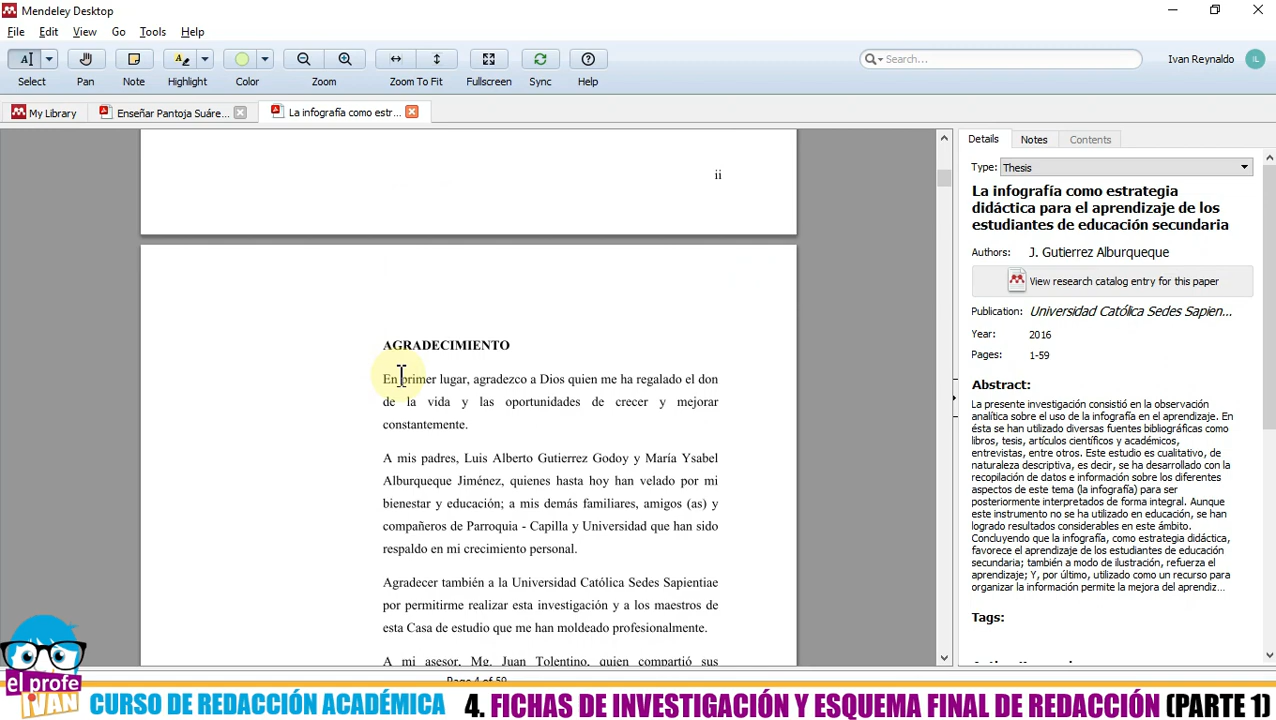 Mendeley Desktop
File Edit View Go Tools Help
Select Pan Note Highlight Color Zoom Zoom To Fit Fullscreen Sync Help
Search...
Ivan Reynaldo IL
My Library
Enseñar Pantoja Suáre...
La infografía como estr...
ii
AGRADECIMIENTO
En primer lugar, agradezco a Dios quien me ha regalado el don
de la vida y las oportunidades de crecer y mejorar
constantemente.
A mis padres, Luis Alberto Gutierrez Godoy y María Ysabel
Alburqueque Jiménez, quienes hasta hoy han velado por mi
bienestar y educación; a mis demás familiares, amigos (as) y
compañeros de Parroquia - Capilla y Universidad que han sido
respaldo en mi crecimiento personal.
Agradecer también a la Universidad Católica Sedes Sapientiae
por permitirme realizar esta investigación y a los maestros de
esta Casa de estudio que me han moldeado profesionalmente.
A mi asesor, Mg. Juan Tolentino, quien compartió sus
Page 4 of 59
Details Notes Contents
Type: Thesis
La infografía como estrategia
didáctica para el aprendizaje de los
estudiantes de educación secundaria
Authors: J. Gutierrez Alburqueque
View research catalog entry for this paper
Publication: Universidad Católica Sedes Sapien...
Year: 2016
Pages: 1-59
Abstract:
La presente investigación consistió en la observación
analítica sobre el uso de la infografía en el aprendizaje. En
ésta se han utilizado diversas fuentes bibliográficas como
libros, tesis, artículos científicos y académicos,
entrevistas, entre otros. Este estudio es cualitativo, de
naturaleza descriptiva, es decir, se ha desarrollado con la
recopilación de datos e información sobre los diferentes
aspectos de este tema (la infografía) para ser
posteriormente interpretados de forma integral. Aunque
este instrumento no se ha utilizado en educación, se han
logrado resultados considerables en este ámbito.
Concluyendo que la infografía, como estrategia didáctica,
favorece el aprendizaje de los estudiantes de educación
secundaria; también a modo de ilustración, refuerza el
aprendizaje; Y, por último, utilizado como un recurso para
organizar la información permite la mejora del aprendiz...
Tags:
el profe
IVAN
CURSO DE REDACCIÓN ACADÉMICA
4. FICHAS DE INVESTIGACIÓN Y ESQUEMA FINAL DE REDACCIÓN (PARTE 1)